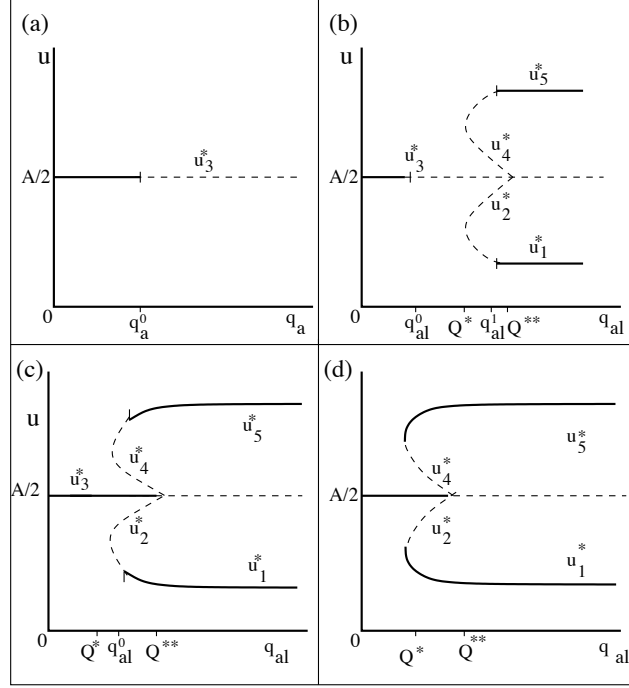 (a)
u
u*3
A/2
0
q0a
qa
(b)
u*5
u*4
u*3
A/2
u*2
u*1
0
q0al
Q*
q1al
Q**
qal
(c)
u
u*5
u*4
u*3
A/2
u*2
u*1
0
Q*
q0al
Q**
qal
(d)
u*5
u*4
A/2
u*2
u*1
0
Q*
Q**
qal